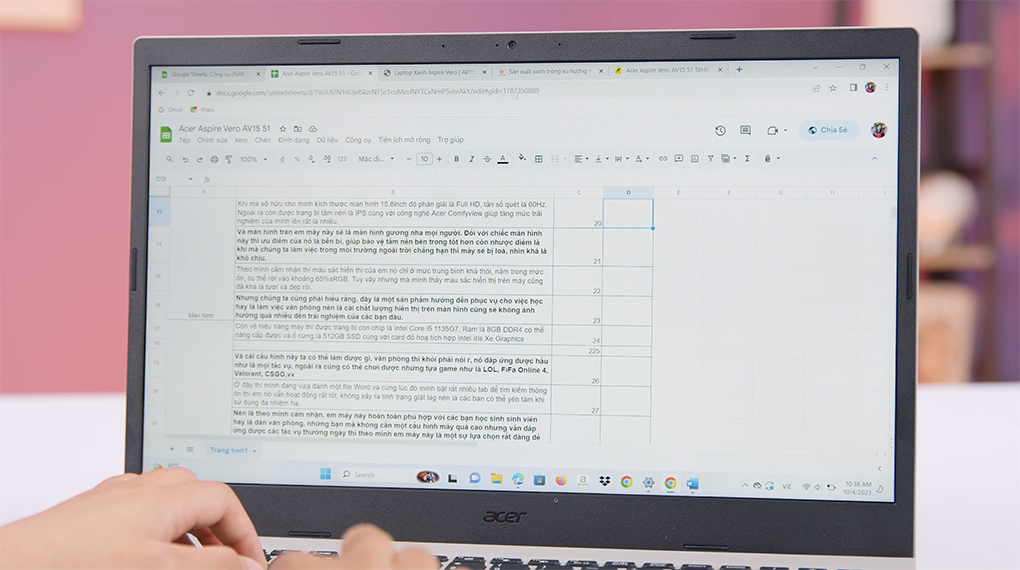 Google Sheets: Công cụ chỉnh
Acer Aspire Vero AV15 51 - Goo
Laptop Xanh Aspire Vero | AV15
Sản xuất xanh trong xu hướng
Acer Aspire Vero AV15 51 58HS
Gmail Maps
Acer Aspire Vero AV15 51
Tệp Chỉnh sửa Xem Chèn Định dạng Dữ liệu Công cụ Tiện ích mở rộng Trợ giúp
Chia Sẻ
100% 123 Mặc đi... 10 B I A
D13
A B C D E F G H I
13 Khi mà sở hữu cho mình kích thước màn hình 15.6inch độ phân giải là Full HD, tần số quét là 60Hz.
Ngoài ra còn được trang bị tấm nền là IPS cùng với công nghệ Acer Comfyview giúp tăng mức trải
nghiệm của mình lên rất là nhiều. 20
Và màn hình trên em máy này sẽ là màn hình gương nha mọi người. Đối với chiếc màn hình
này thì ưu điểm của nó là bền bỉ, giúp bảo vệ tấm nền bên trong tốt hơn còn nhược điểm là
khi mà chúng ta làm việc trong môi trường ngoài trời chẳng hạn thì máy sẽ bị loá, nhìn khá là
khó chịu. 21
Theo mình cảm nhận thì màu sắc hiển thị của em nó chỉ ở mức trung bình khá thôi, nằm trong mức
ổn, cụ thể rơi vào khoảng 65%sRGB. Tuy vậy nhưng mà mình thấy màu sắc hiển thị trên máy cũng
đã khá là tươi và đẹp rồi. 22
Nhưng chúng ta cũng phải hiểu rằng, đây là một sản phẩm hướng đến phục vụ cho việc học
hay là làm việc văn phòng nên là cái chất lượng hiển thị trên màn hình cũng sẽ không ảnh
hưởng quá nhiều đến trải nghiệm của các bạn đâu. 23
Màn hình
Còn về hiệu năng máy thì được trang bị con chip là Intel Core i5 1135G7, Ram là 8GB DDR4 có thể
nâng cấp được và ổ cứng là 512GB SSD cùng với card đồ hoạ tích hợp Intel Iris Xe Graphics 24
225
Và cái cấu hình này ta có thể làm được gì, văn phòng thì khỏi phải nói r, nó đáp ứng được hầu
như là mọi tác vụ, ngoài ra cũng có thể chơi được những tựa game như là LOL, FiFa Online 4,
Valorant, CSGO,vv 26
Ở đây thì mình đang vừa đánh một file Word và cùng lúc đó mình bật rất nhiều tab để tìm kiếm thông
tin thì em nó vẫn hoạt động rất tốt, không xảy ra tình trạng giật lag nên là các bạn có thể yên tâm khi
sử dụng đa nhiệm ha. 27
Nên là theo mình cảm nhận, em máy này hoàn toàn phù hợp với các bạn học sinh sinh viên
hay là dân văn phòng, những bạn mà không cần một cấu hình máy quá cao nhưng vẫn đáp
ứng được các tác vụ thường ngày thì theo mình em máy này là một sự lựa chọn rất đáng để
Trang tính1
Search
VIE
10:38 AM
10/4/2023
acer